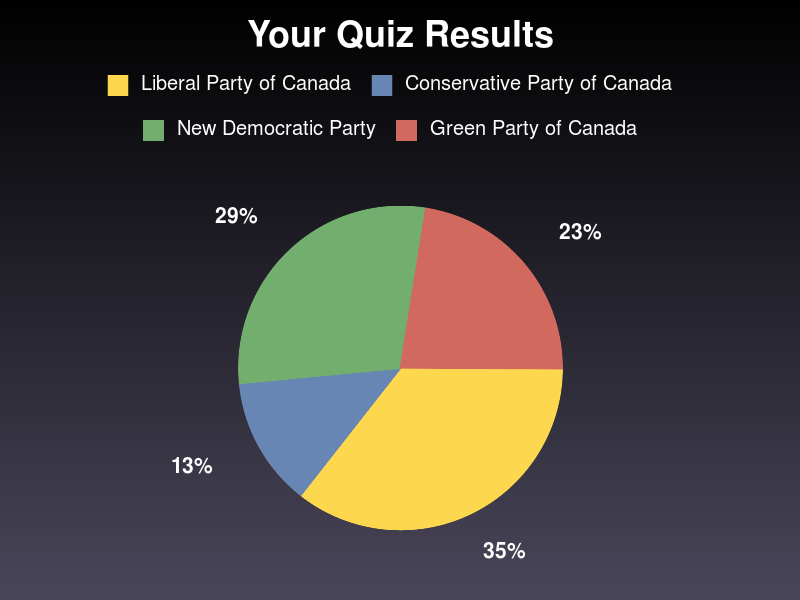 Your Quiz Results
Liberal Party of Canada Conservative Party of Canada
New Democratic Party Green Party of Canada
29%
23%
13%
35%